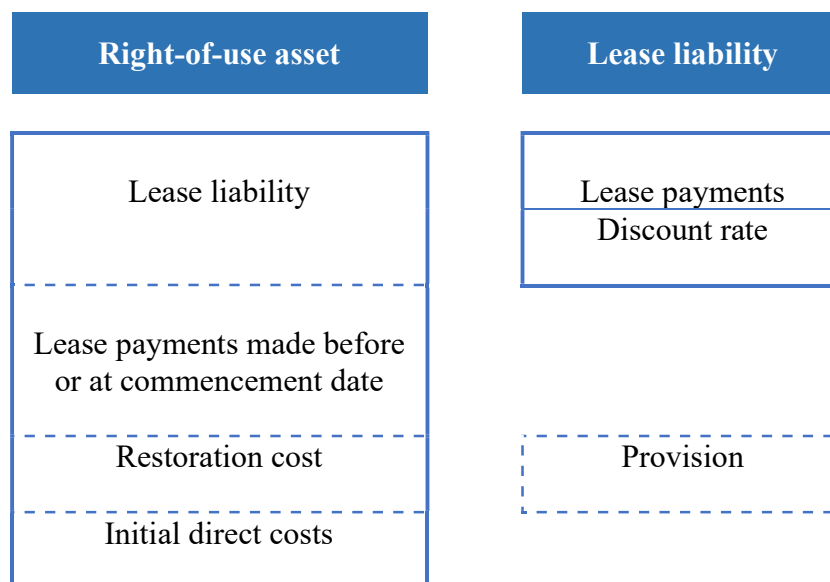 Right-of-use asset
Lease liability
Lease liability
Lease payments
Discount rate
Lease payments made before
or at commencement date
Restoration cost
Provision
Initial direct costs